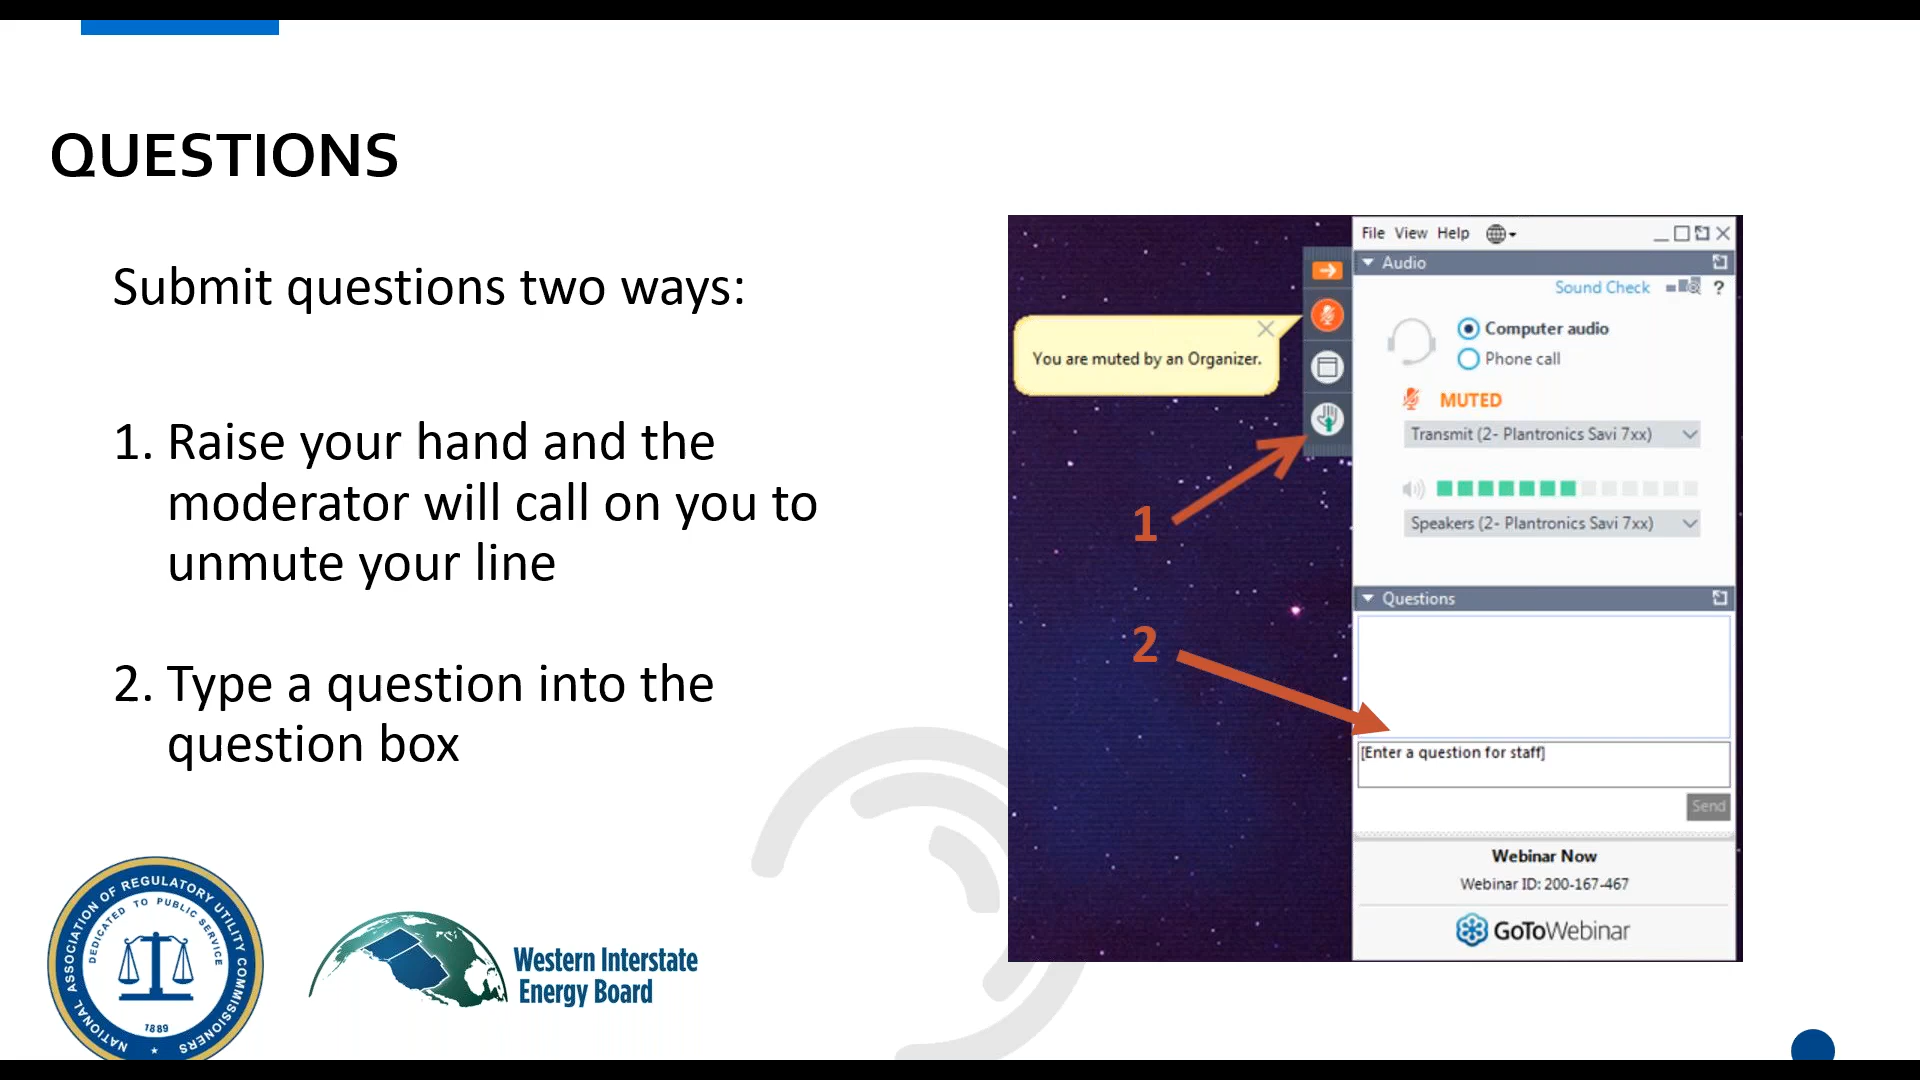 QUESTIONS
Submit questions two ways:
1. Raise your hand and the
moderator will call on you to
unmute your line
2. Type a question into the
question box
NATIONAL ASSOCIATION OF REGULATORY UTILITY COMMISSIONERS
DEDICATED TO PUBLIC SERVICE
1889
Western Interstate
Energy Board
You are muted by an Organizer.
1
2
File View Help
Audio
Sound Check ?
Computer audio
Phone call
MUTED
Transmit (2- Plantronics Savi 7xx)
Speakers (2- Plantronics Savi 7xx)
Questions
[Enter a question for staff]
Send
Webinar Now
Webinar ID: 200-167-467
GoToWebinar